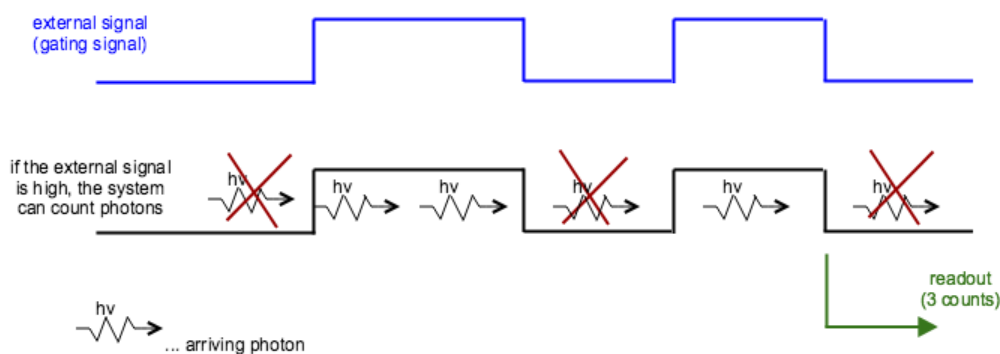 external signal
(gating signal)
if the external signal
is high, the system
can count photons
hv
hv
hv
hv
hv
hv
readout
(3 counts)
hv
... arriving photon